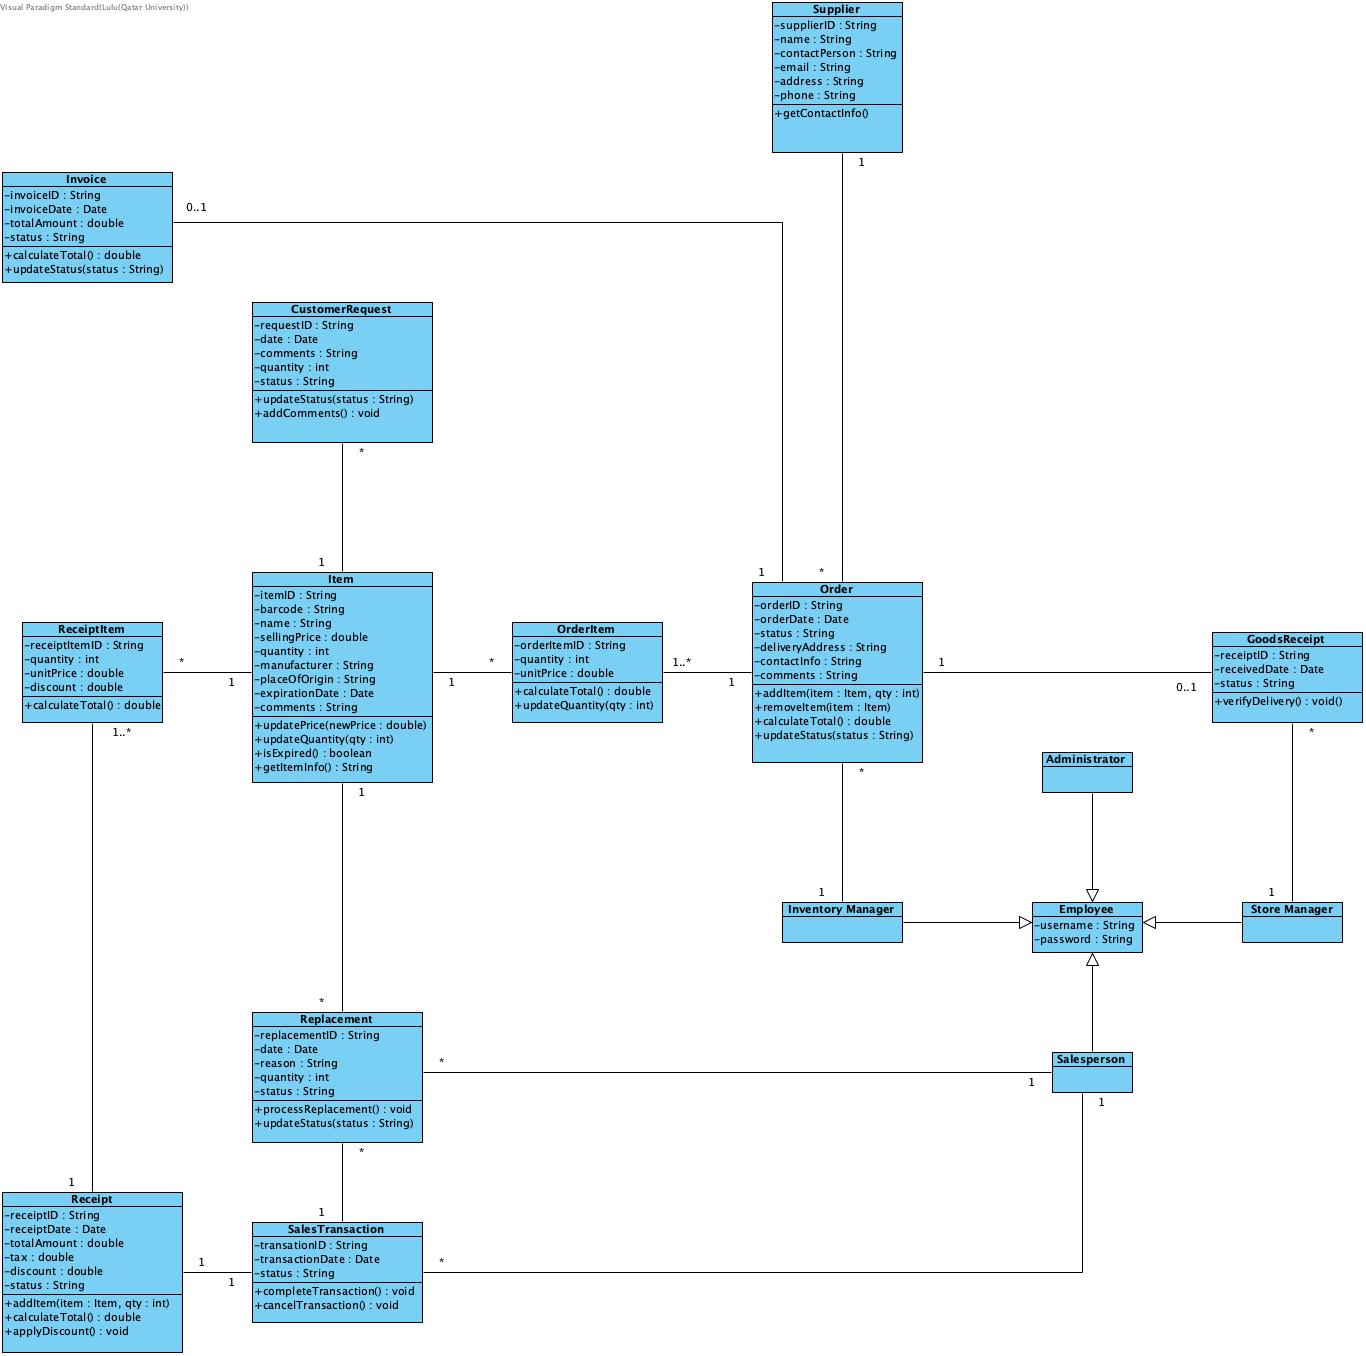 Visual Paradigm Standard(Lulu(Qatar University))
Supplier
-supplierID : String
-name : String
-contactPerson : String
-email : String
-address : String
-phone : String
+getContactInfo()
1
Invoice
-invoiceID : String
-invoiceDate : Date
-totalAmount : double
-status : String
+calculateTotal() : double
+updateStatus(status : String)
0..1
CustomerRequest
-requestID : String
-date : Date
-comments : String
-quantity : int
-status : String
+updateStatus(status : String)
+addComments() : void
*
1
Item
-itemID : String
-barcode : String
-name : String
-sellingPrice : double
-quantity : int
-manufacturer : String
-placeOfOrigin : String
-expirationDate : Date
-comments : String
+updatePrice(newPrice : double)
+updateQuantity(qty : int)
+isExpired() : boolean
+getItemInfo() : String
1
ReceiptItem
-receiptItemID : String
-quantity : int
-unitPrice : double
-discount : double
+calculateTotal() : double
1..*
*
1
*
1
OrderItem
-orderItemID : String
-quantity : int
-unitPrice : double
+calculateTotal() : double
+updateQuantity(qty : int)
1..*
1
1
*
Order
-orderID : String
-orderDate : Date
-status : String
-deliveryAddress : String
-contactInfo : String
-comments : String
+addItem(item : Item, qty : int)
+removeItem(item : Item)
+calculateTotal() : double
+updateStatus(status : String)
*
1
0..1
GoodsReceipt
-receiptID : String
-receivedDate : Date
-status : String
+verifyDelivery() : void()
*
Administrator
1
Inventory Manager
Employee
-username : String
-password : String
1
Store Manager
*
Replacement
-replacementID : String
-date : Date
-reason : String
-quantity : int
-status : String
+processReplacement() : void
+updateStatus(status : String)
*
*
1
Salesperson
1
1
Receipt
-receiptID : String
-receiptDate : Date
-totalAmount : double
-tax : double
-discount : double
-status : String
+addItem(item : Item, qty : int)
+calculateTotal() : double
+applyDiscount() : void
1
1
1
SalesTransaction
-transationID : String
-transactionDate : Date
-status : String
+completeTransaction() : void
+cancelTransaction() : void
*